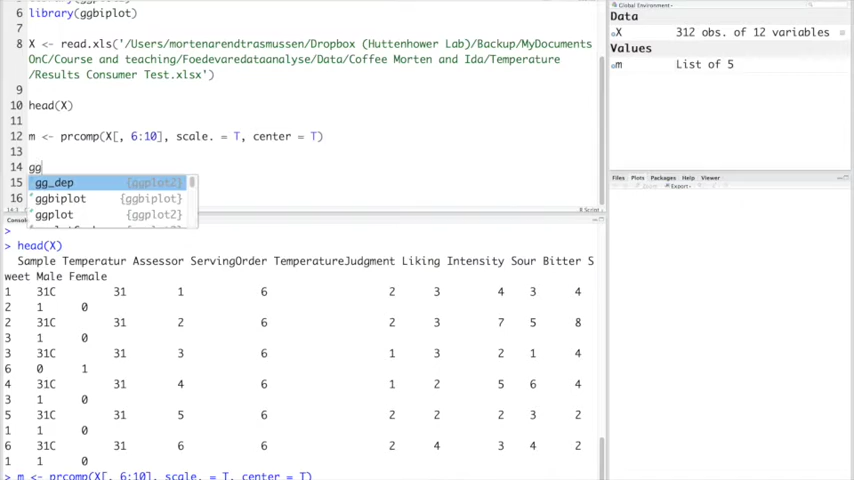 6 library(ggbiplot)
7
8 X <- read.xls('/Users/mortenarendtrasmussen/Dropbox (Huttenhower Lab)/Backup/MyDocuments
OnC/Course and teaching/Foedevaredataanalyse/Data/Coffee Morten and Ida/Temperature
/Results Consumer Test.xlsx')
9
10 head(X)
11
12 m <- prcomp(X[, 6:10], scale. = T, center = T)
13
14 gg
15 gg_dep {ggplot2}
16 ggbiplot {ggbiplot}
ggplot {ggplot2}
R Script
Console
>
> head(X)
Sample Temperatur Assessor ServingOrder TemperatureJudgment Liking Intensity Sour Bitter S
weet Male Female
1 31C 31 1 6 2 3 4 3 4
2 1 0
2 31C 31 2 6 2 3 7 5 8
3 1 0
3 31C 31 3 6 1 3 2 1 4
6 0 1
4 31C 31 4 6 1 2 5 6 4
3 1 0
5 31C 31 5 6 2 2 2 3 2
1 1 0
6 31C 31 6 6 2 4 3 4 2
1 1 0
> m <- prcomp(X[, 6:10], scale. = T, center = T)
Global Environment
Data
X 312 obs. of 12 variables
Values
m List of 5
Files Plots Packages Help Viewer
Zoom Export